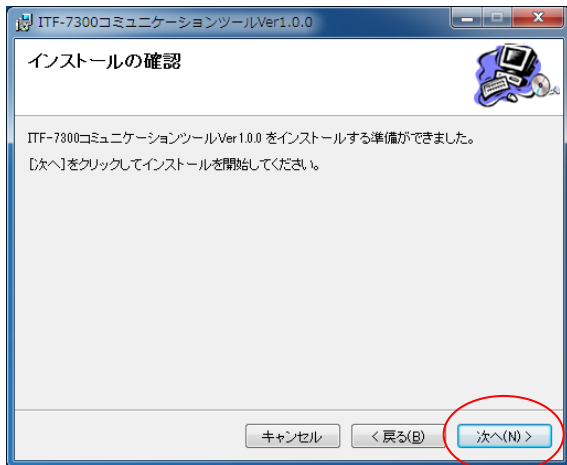 ITF-7300コミュニケーションツールVer1.0.0
インストールの確認
ITF-7300コミュニケーションツールVer1.0.0 をインストールする準備ができました。
[次へ]をクリックしてインストールを開始してください。
キャンセル
< 戻る(B)
次へ(N) >